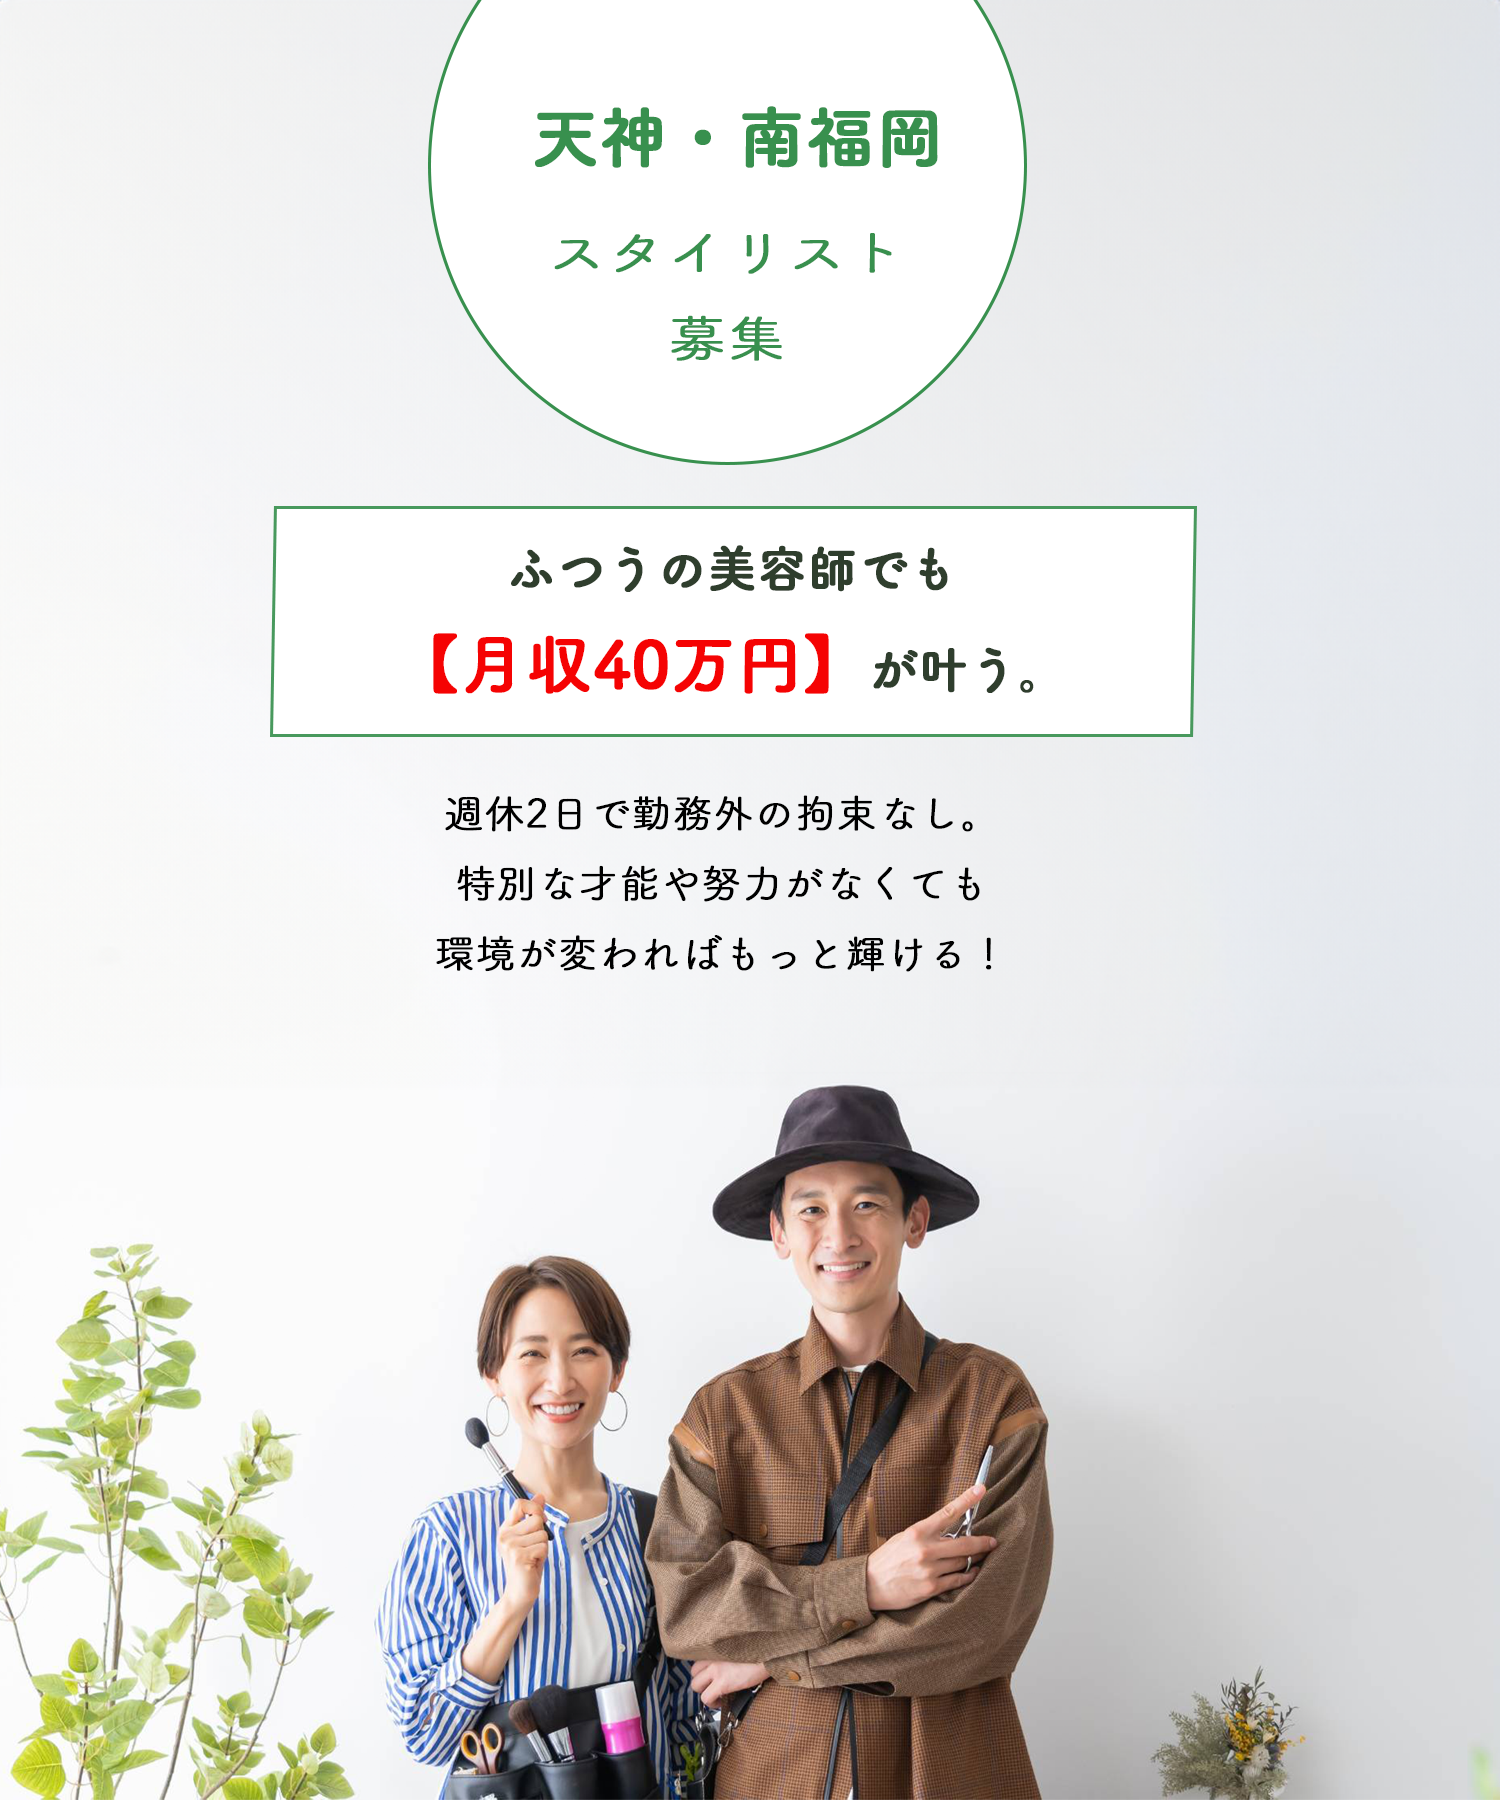 天神・南福岡
スタイリスト
募集
ふつうの美容師でも
【月収40万円】が叶う。
週休2日で勤務外の拘束なし。
特別な才能や努力がなくても
環境が変わればもっと輝ける！